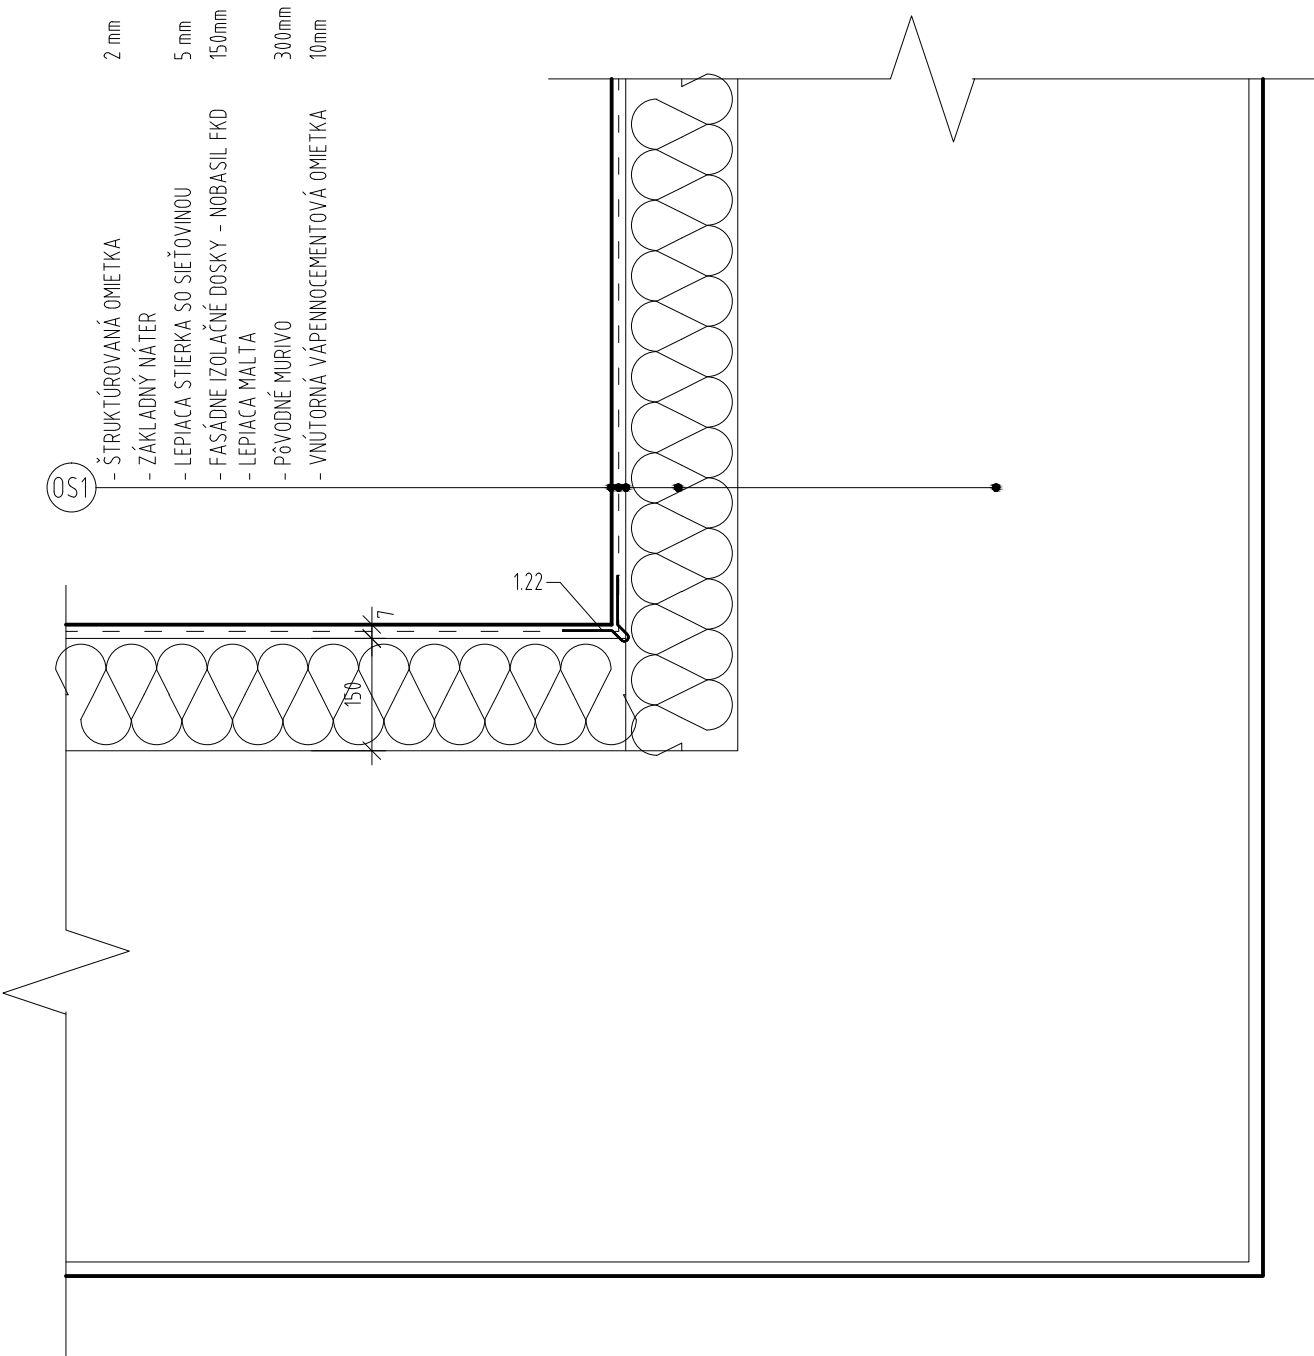 OS1
- ŠTRUKTÚROVANÁ OMIETKA 2 mm
- ZÁKLADNÝ NÁTER
- LEPIACA STIERKA SO SIEŤOVINOU 5 mm
- FASÁDNE IZOLAČNÉ DOSKY - NOBASIL FKD 150mm
- LEPIACA MALTA
- PôVODNÉ MURIVO 300mm
- VNÚTORNÁ VÁPENNOCEMENTOVÁ OMIETKA 10mm
1.22
7
150